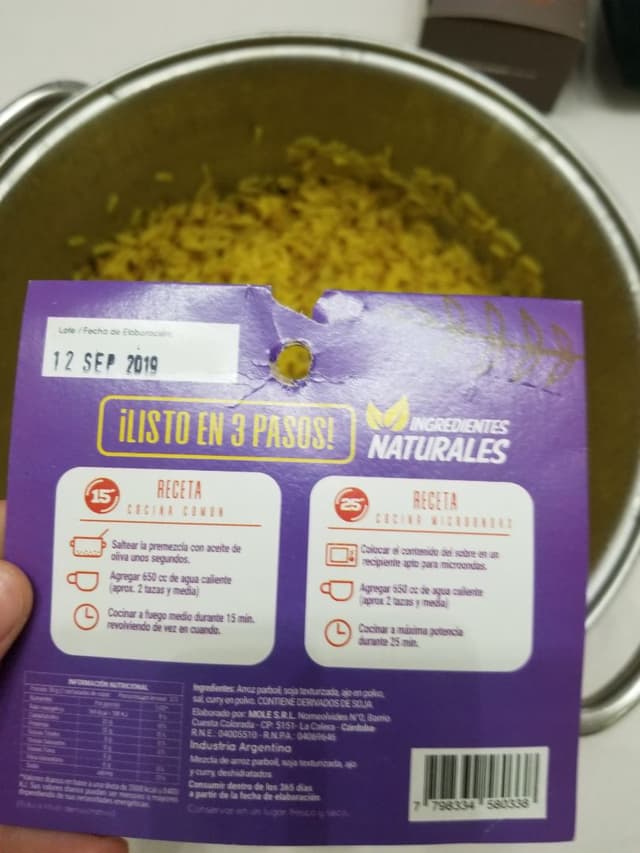 Lote / Fecha de Elaboración:
12 SEP 2019
¡LISTO EN 3 PASOS!
INGREDIENTES
NATURALES
15'
RECETA
COCINA COMUN
Saltear la premezcla con aceite de
oliva unos segundos.
Agregar 650 cc de agua caliente
(aprox. 2 tazas y media)
Cocinar a fuego medio durante 15 min.
revolviendo de vez en cuando.
25'
RECETA
COCINA MICROONDAS
Colocar el contenido del sobre en un
recipiente apto para microondas.
Agregar 650 cc de agua caliente
(aprox. 2 tazas y media)
Cocinar a máxima potencia
durante 25 min.
INFORMACIÓN NUTRICIONAL
Ingredientes: Arroz parboil, soja texturizada, ajo en polvo,
sal, curry en polvo. CONTIENE DERIVADOS DE SOJA.
Elaborado por: MOLE S.R.L. Nomeolvides N°0, Barrio
Cuesta Colorada - CP: 5151- La Calera - Córdoba-
R.N.E.: 04005510 - R.N.P.A.: 04061646
Industria Argentina
Mezcla de arroz parboil, soja texturizada, ajo
y curry, deshidratados
Consumir dentro de los 365 días
a partir de la fecha de elaboración
Conservar en un lugar fresco y seco.
7 798334 580338